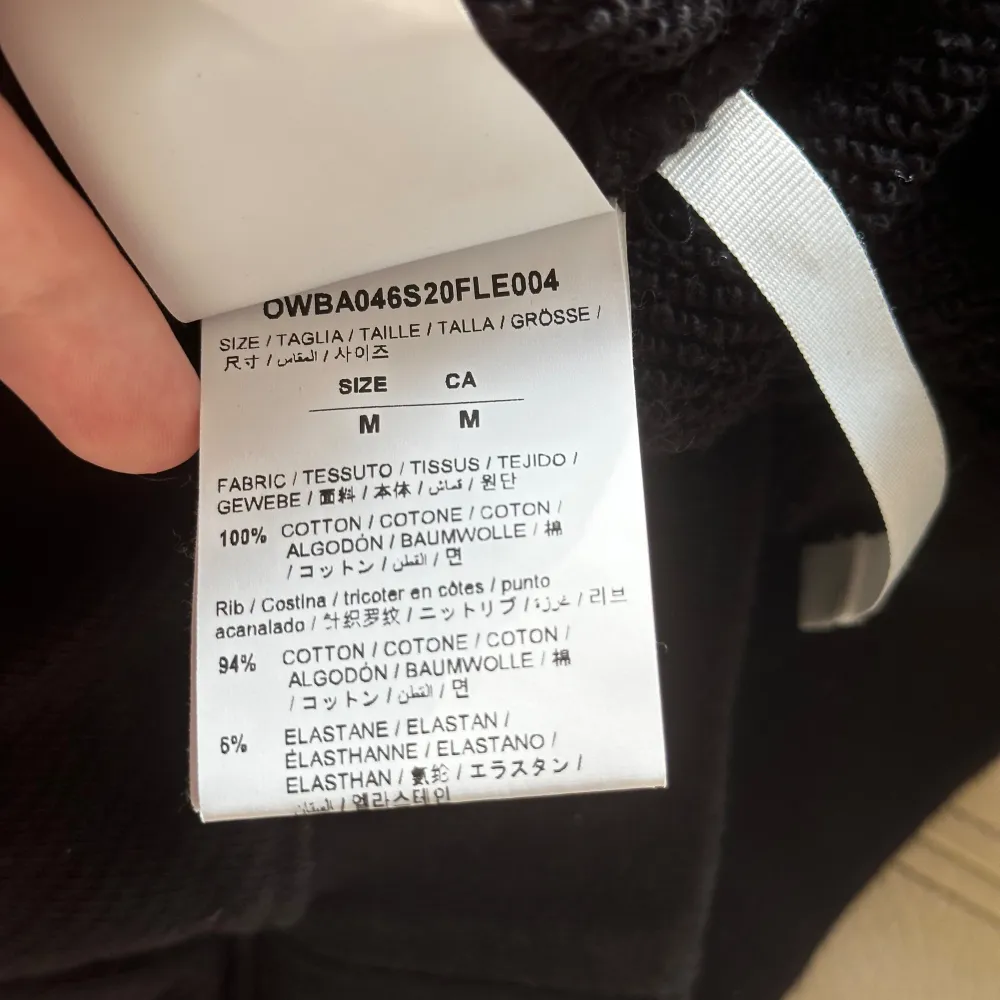 OWBA046S20FLE004
SIZE / TAGLIA / TAILLE / TALLA / GRÖSSE /
尺寸 / المقاس / 사이즈
SIZE CA
M M
FABRIC / TESSUTO / TISSUS / TEJIDO /
GEWEBE / 面料 / 本体 / قماش / 원단
100% COTTON / COTONE / COTON /
ALGODÓN / BAUMWOLLE / 棉
/ コットン / القطن / 면
Rib / Costina / tricoter en côtes / punto
acanalado / 针织罗纹 / ニットリブ / غرزة / 리브
94% COTTON / COTONE / COTON /
ALGODÓN / BAUMWOLLE / 棉
/ コットン / القطن / 면
6% ELASTANE / ELASTAN /
ÉLASTHANNE / ELASTANO /
ELASTHAN / 氨纶 / エラスタン /
/ 엘라스테인